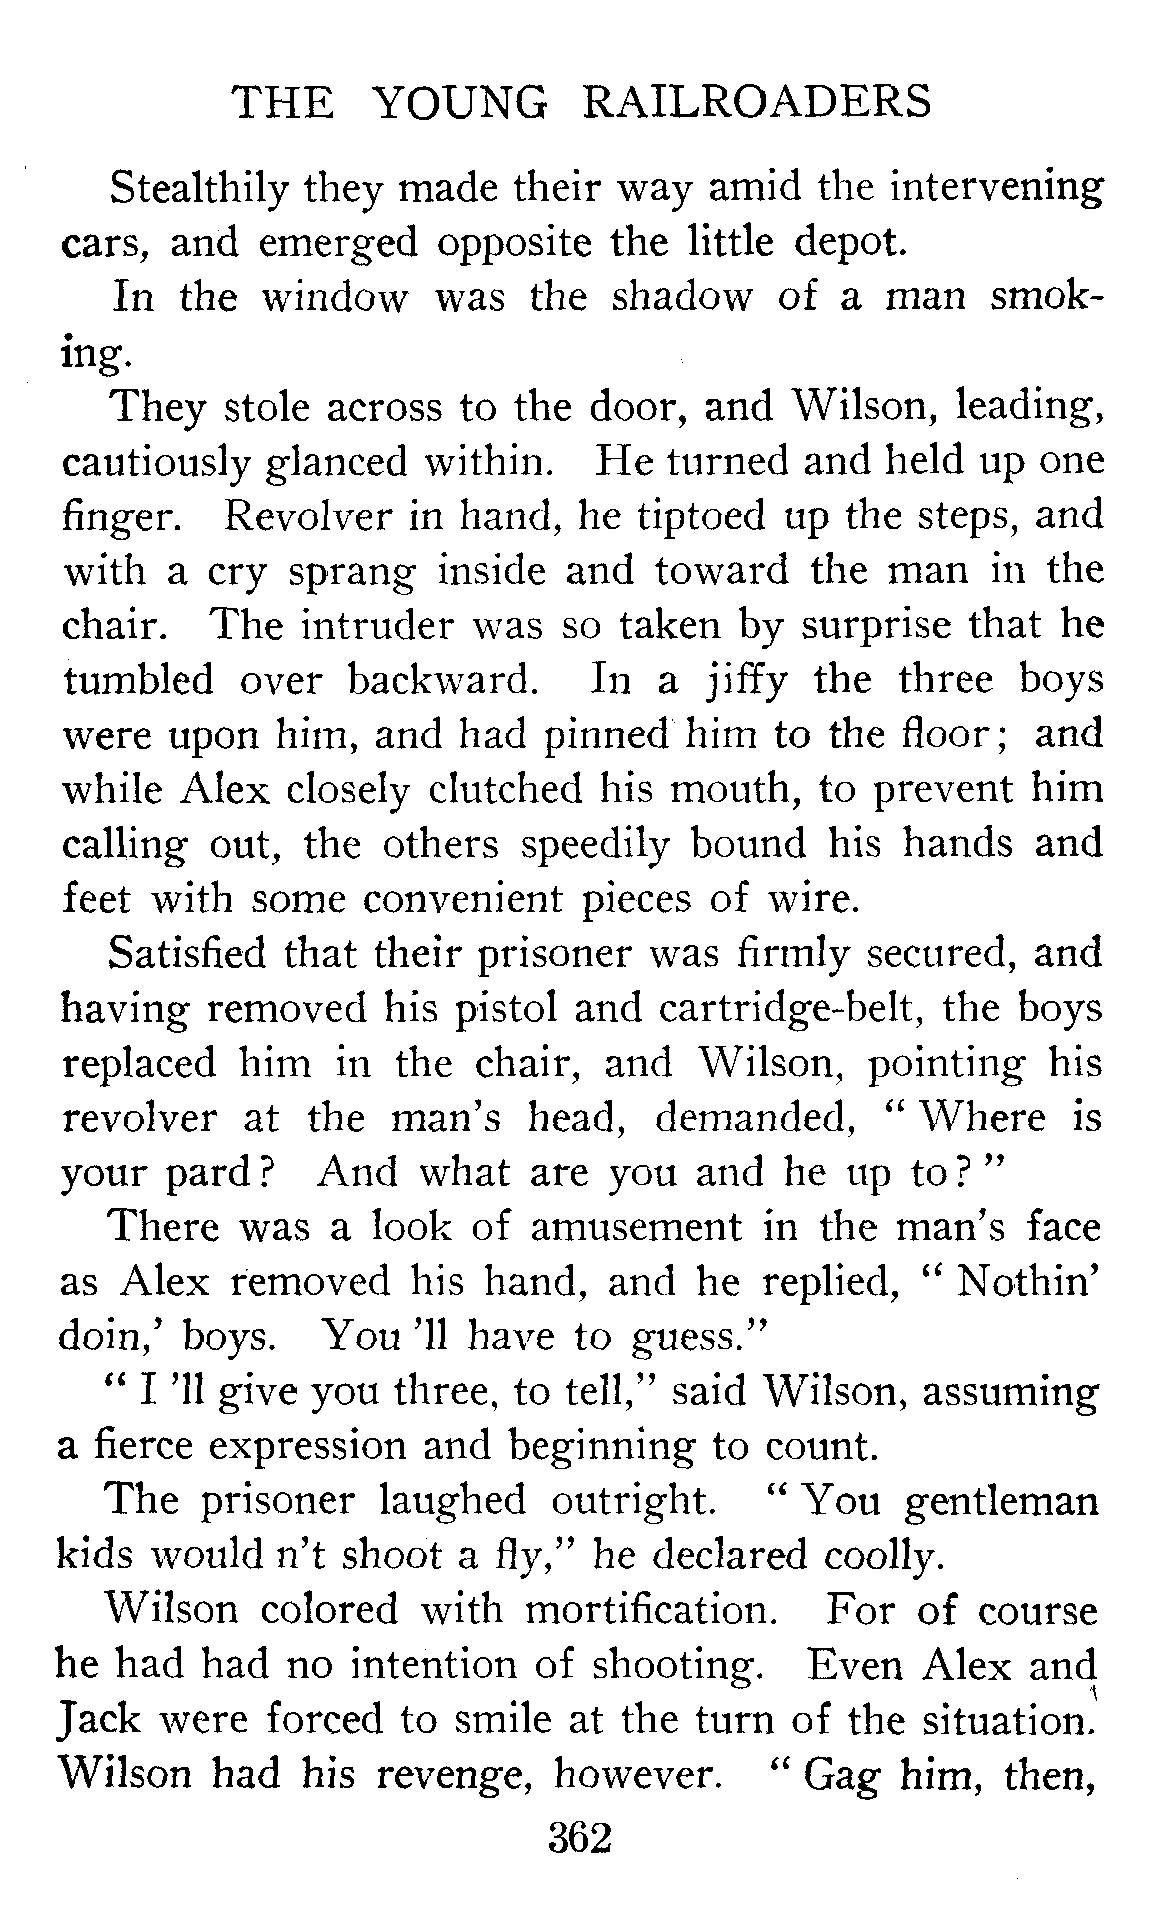 THE YOUNG RAILROADERS
Stealthily they made their way amid the intervening
cars, and emerged opposite the little depot.
In the window was the shadow of a man smok-
ing.
They stole across to the door, and Wilson, leading,
cautiously glanced within. He turned and held up one
finger. Revolver in hand, he tiptoed up the steps, and
with a cry sprang inside and toward the man in the
chair. The intruder was so taken by surprise that he
tumbled over backward. In a jiffy the three boys
were upon him, and had pinned him to the floor; and
while Alex closely clutched his mouth, to prevent him
calling out, the others speedily bound his hands and
feet with some convenient pieces of wire.
Satisfied that their prisoner was firmly secured, and
having removed his pistol and cartridge-belt, the boys
replaced him in the chair, and Wilson, pointing his
revolver at the man's head, demanded, " Where is
your pard? And what are you and he up to? "
There was a look of amusement in the man's face
as Alex removed his hand, and he replied, " Nothin'
doin,' boys. You 'll have to guess."
" I 'll give you three, to tell," said Wilson, assuming
a fierce expression and beginning to count.
The prisoner laughed outright. " You gentleman
kids would n't shoot a fly," he declared coolly.
Wilson colored with mortification. For of course
he had had no intention of shooting. Even Alex and
Jack were forced to smile at the turn of the situation.
Wilson had his revenge, however. " Gag him, then,
362